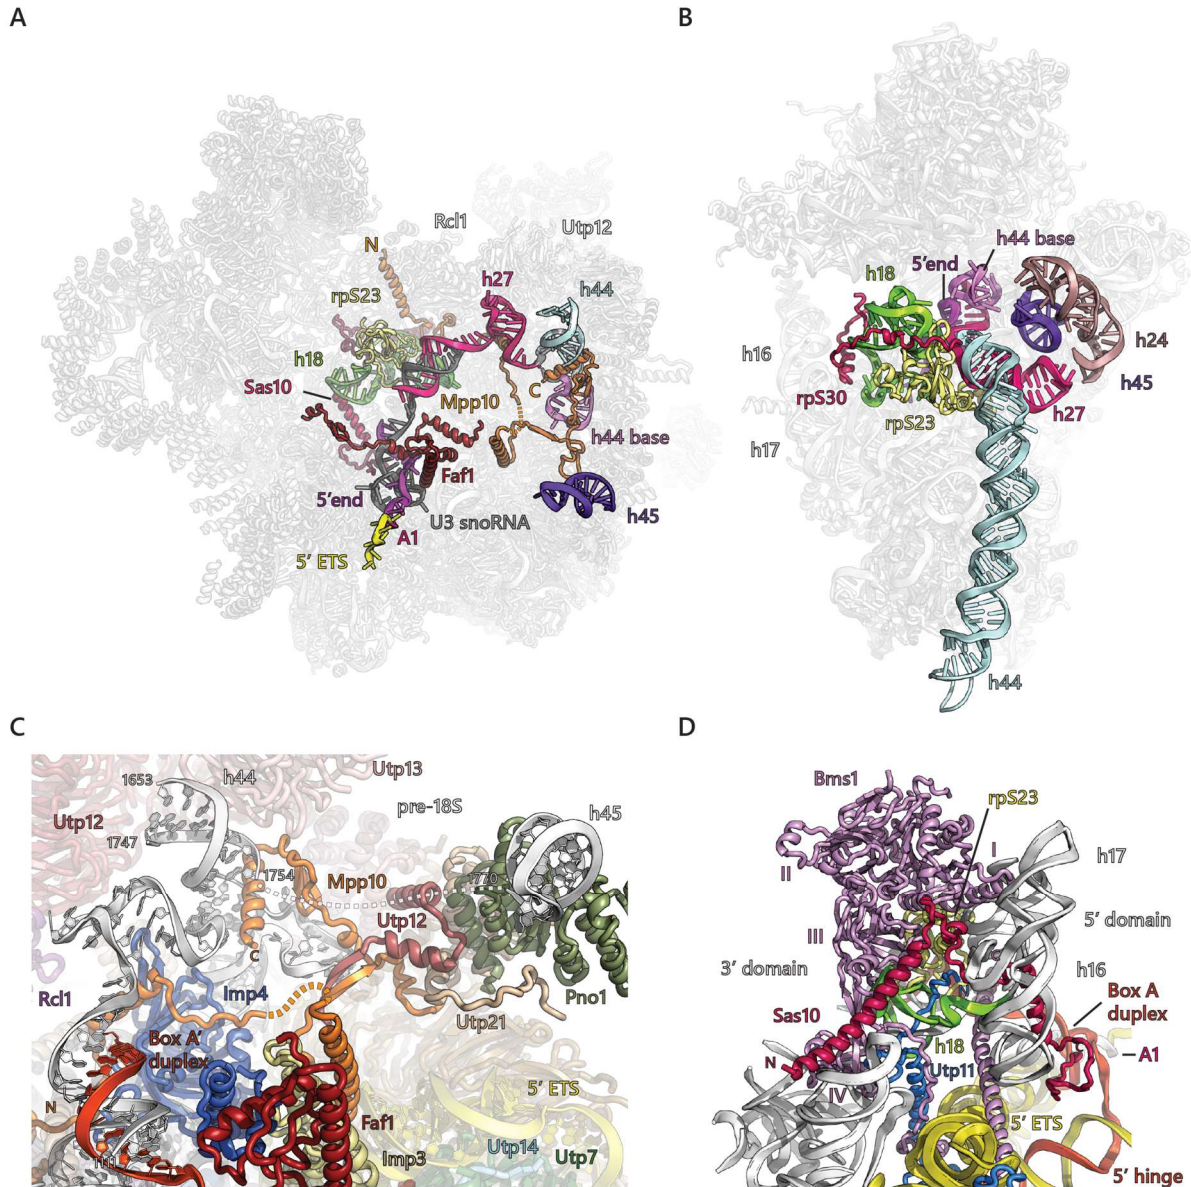 A
B
Rcl1
Utp12
N
h27
h44
rpS23
h18
Sas10
Mpp10
C
h44 base
Faf1
5′end
U3 snoRNA
h45
A1
5′ ETS
h44 base
5′end
h18
h16
h24
rpS30
h45
rpS23
h27
h17
h44
C
D
1653
h44
Utp13
pre-18S
h45
Utp12
1747
1754
Mpp10
1770
Utp12
C
Rcl1
Imp4
Pno1
Utp21
Box A′
duplex
5′ ETS
N
Faf1
Utp14
Utp7
Imp3
1111
Bms1
rpS23
I
h17
II
5′ domain
III
C
3′ domain
h16
N
Box A
duplex
Sas10
h18
A1
N
Utp11
IV
5′ ETS
5′ hinge